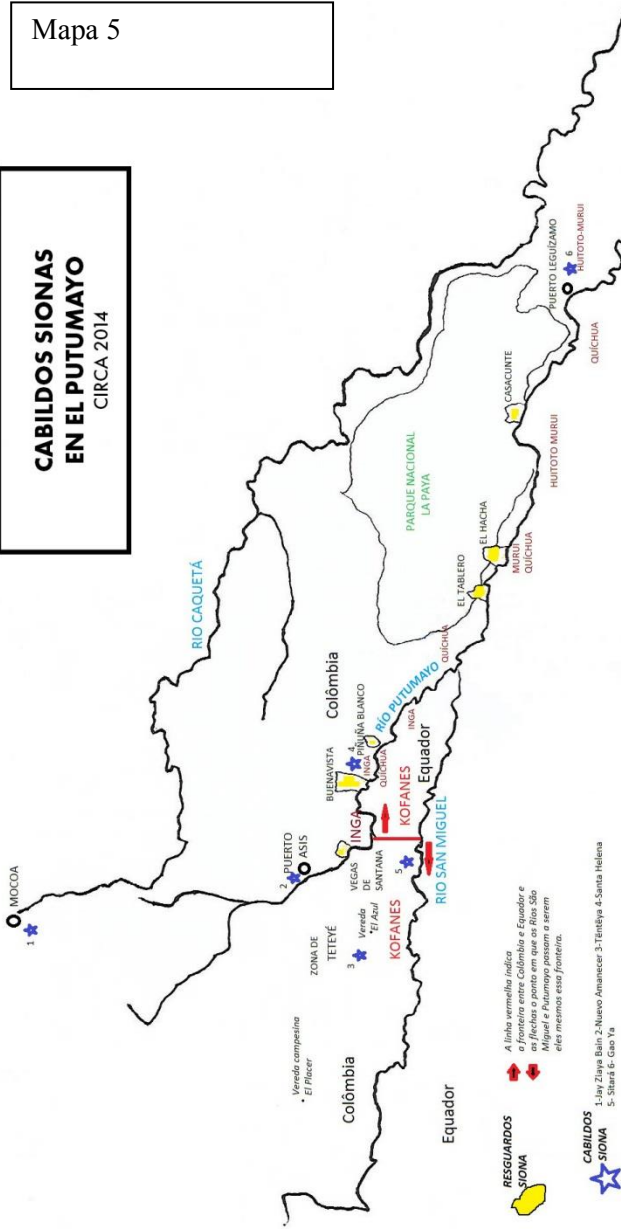 Mapa 5
CABILDOS SIONAS
EN EL PUTUMAYO
CIRCA 2014
MOCOA
1
RIO CAQUETÁ
2 PUERTO
ASIS
ZONA DE
TETEYÉ
3
Vereda
El Azul
VEGAS
DE
SANTANA
INGA
BUENAVISTA
4
PIÑUÑA BLANCO
INGA
QUÍCHUA
Colômbia
RÍO PUTUMAYO
INGA
KOFANES
KOFANES
5
RIO SAN MIGUEL
Equador
QUÍCHUA
EL TABLERO
EL HACHA
MURUI
QUÍCHUA
PARQUE NACIONAL
LA PAYA
CASACUNTE
HUITOTO MURUI
PUERTO LEGUÍZAMO
6
HUITOTO-MURUI
QUÍCHUA
Vereda campesina
El Placer
Colômbia
Equador
RESGUARDOS
SIONA
A linha vermelha indica
a fronteira entre Colômbia e Equador e
as flechas o ponto em que os Rios São
Miguel e Putumayo passam a serem
eles mesmos essa fronteira.
CABILDOS
SIONA
1-Jay Ziaya Baìn 2-Nuevo Amanecer 3-Tëntëya 4-Santa Helena
5- Sitará 6- Gao Ya